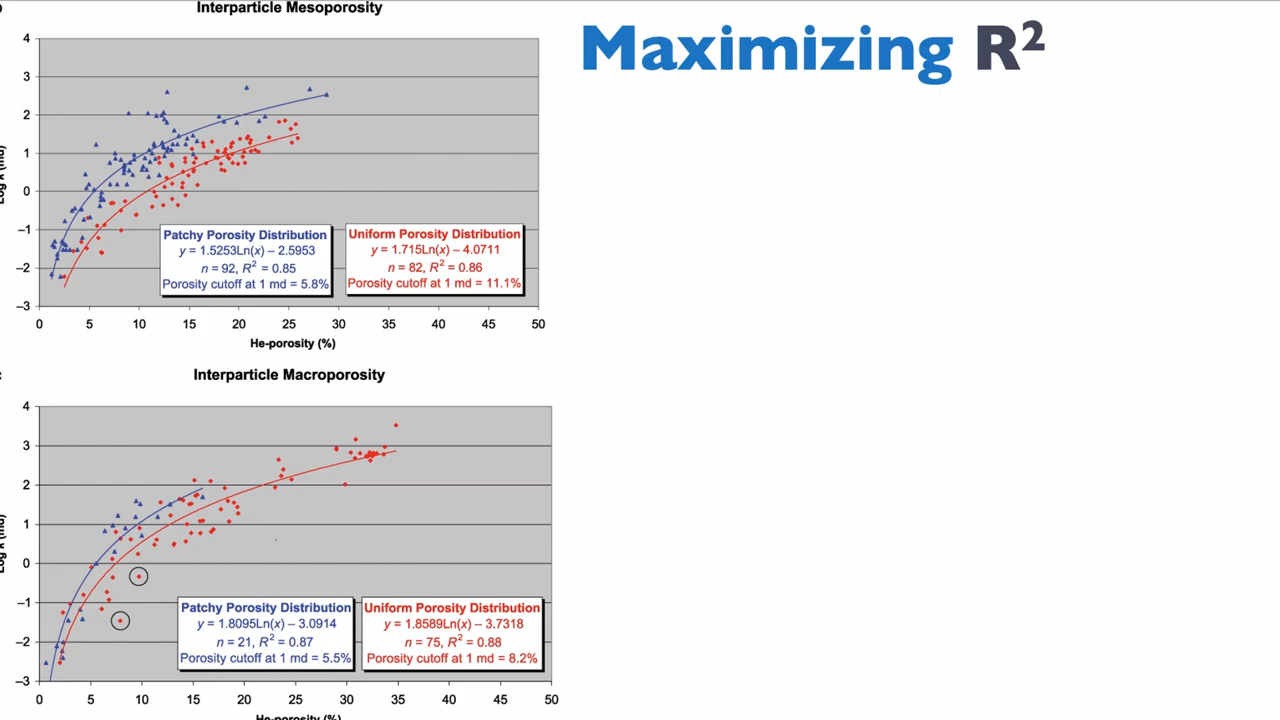 Interparticle Mesoporosity
Maximizing R²
4
3
2
1
0
–1
–2
–3
Patchy Porosity Distribution
y = 1.5253Ln(x) – 2.5953
n = 92, R² = 0.85
Porosity cutoff at 1 md = 5.8%
Uniform Porosity Distribution
y = 1.715Ln(x) – 4.0711
n = 82, R² = 0.86
Porosity cutoff at 1 md = 11.1%
0 5 10 15 20 25 30 35 40 45 50
He-porosity (%)
Interparticle Macroporosity
4
3
2
1
0
–1
–2
–3
Patchy Porosity Distribution
y = 1.8095Ln(x) – 3.0914
n = 21, R² = 0.87
Porosity cutoff at 1 md = 5.5%
Uniform Porosity Distribution
y = 1.8589Ln(x) – 3.7318
n = 75, R² = 0.88
Porosity cutoff at 1 md = 8.2%
0 5 10 15 20 25 30 35 40 45 50
He-porosity (%)